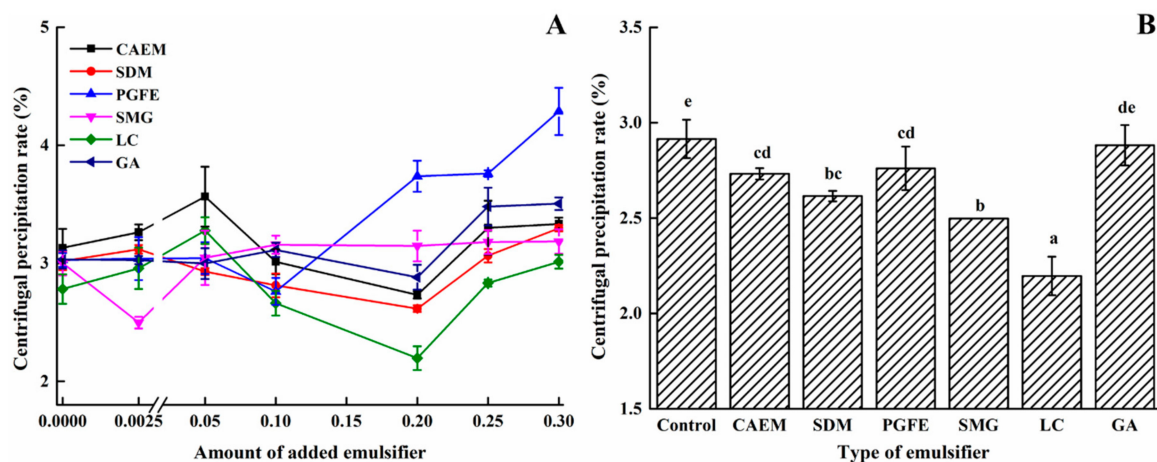 A
5
4
3
2
Centrifugal percipitation rate (%)
CAEM
SDM
PGFE
SMG
LC
GA
0.0000 0.0025 0.05 0.10 0.15 0.20 0.25 0.30
Amount of added emulsifier
B
3.5
3.0
2.5
2.0
1.5
Centrifugal precipitation rate (%)
e cd bc cd b a de
Control CAEM SDM PGFE SMG LC GA
Type of emulsifier